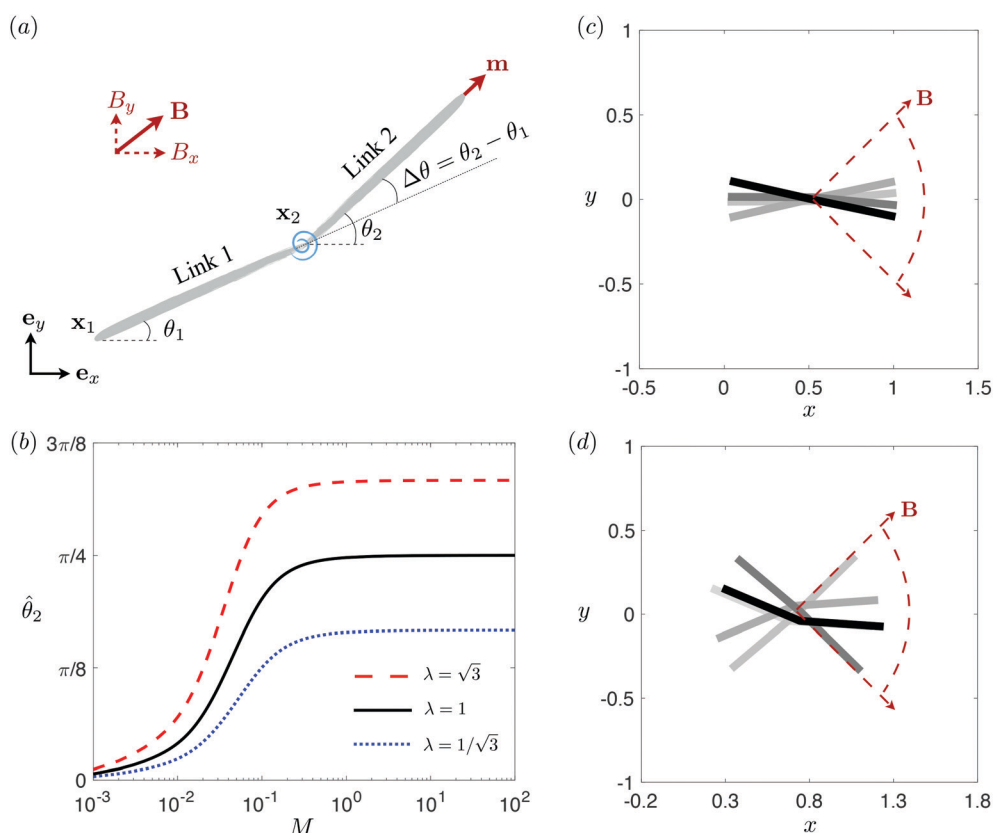 (a)
B_y
B
B_x
m
Link 2
Δθ = θ_2 − θ_1
x_2
θ_2
Link 1
x_1
θ_1
e_y
e_x
(b)
3π/8
π/4
θ̂_2
π/8
0
λ = √3
λ = 1
λ = 1/√3
10^-3
10^-2
10^-1
10^0
10^1
10^2
M
(c)
1
0.5
B
y
0
-0.5
-1
-0.5
0
0.5
1
1.5
x
(d)
1
0.5
B
y
0
-0.5
-1
-0.2
0.3
0.8
1.3
1.8
x